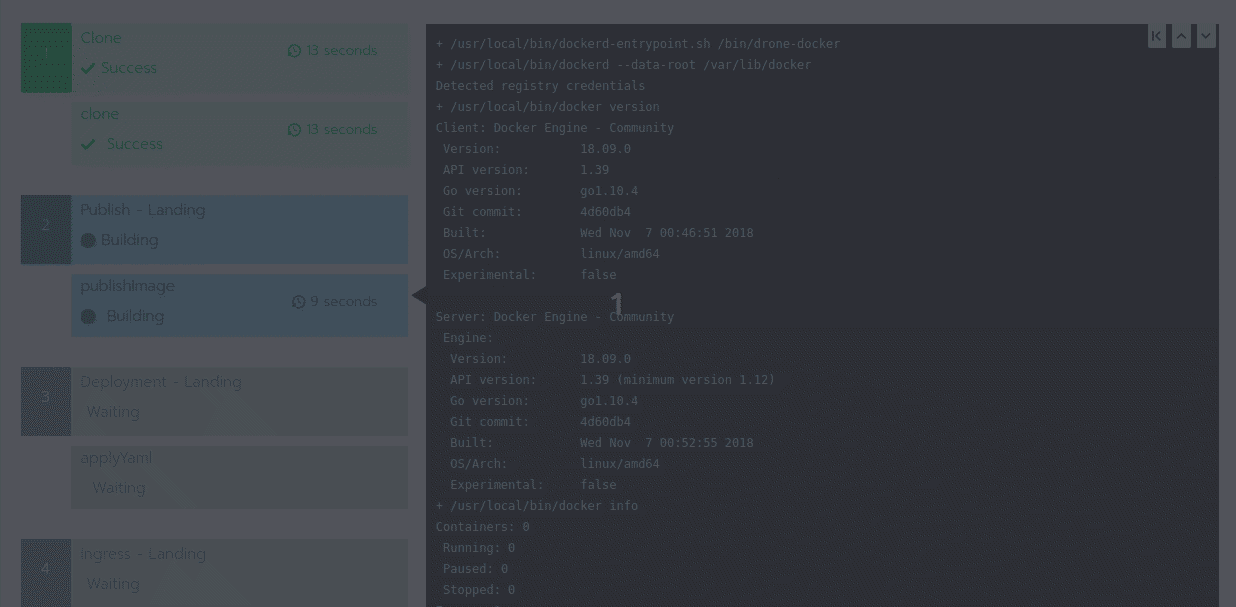 1
Clone
13 seconds
Success
clone
13 seconds
Success
2
Publish - Landing
Building
publishImage
9 seconds
Building
3
Deployment - Landing
Waiting
applyYaml
Waiting
4
ingress - Landing
Waiting
+ /usr/local/bin/dockerd-entrypoint.sh /bin/drone-docker
+ /usr/local/bin/dockerd --data-root /var/lib/docker
Detected registry credentials
+ /usr/local/bin/docker version
Client: Docker Engine - Community
Version: 18.09.0
API version: 1.39
Go version: go1.10.4
Git commit: 4d60db4
Built: Wed Nov 7 00:46:51 2018
OS/Arch: linux/amd64
Experimental: false
1
Server: Docker Engine - Community
Engine:
Version: 18.09.0
API version: 1.39 (minimum version 1.12)
Go version: go1.10.4
Git commit: 4d60db4
Built: Wed Nov 7 00:52:55 2018
OS/Arch: linux/amd64
Experimental: false
+ /usr/local/bin/docker info
Containers: 0
Running: 0
Paused: 0
Stopped: 0